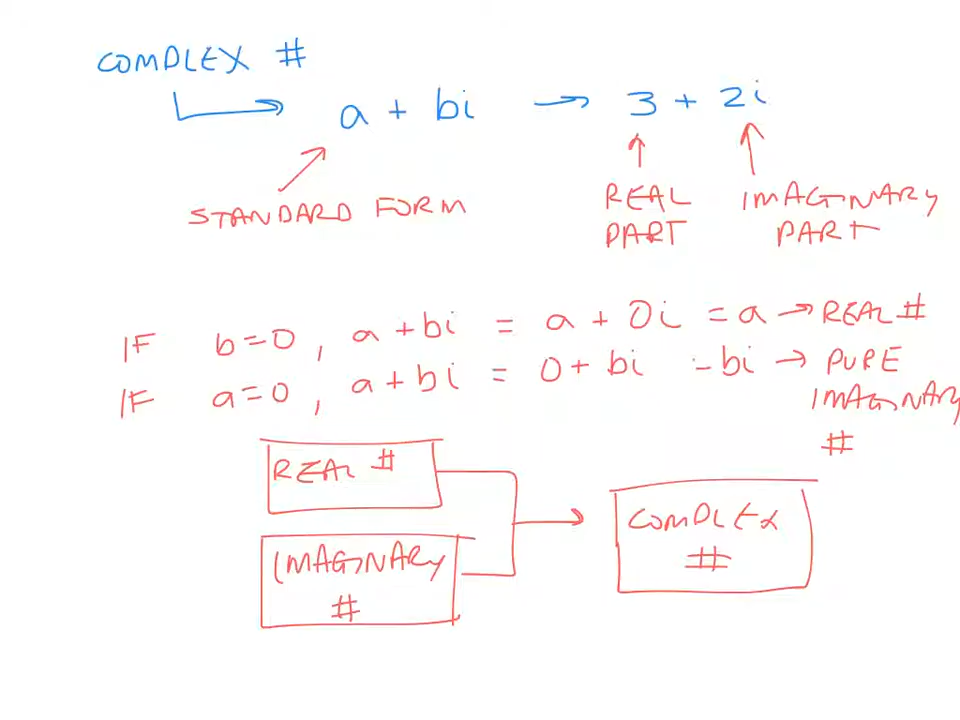 COMPLEX #
a + bi → 3 + 2i
STANDARD FORM
REAL PART
IMAGINARY PART
IF b=0, a+bi = a + 0i = a → REAL #
IF a=0, a+bi = 0+bi = bi → PURE IMAGINARY #
REAL #
IMAGINARY #
COMPLEX #